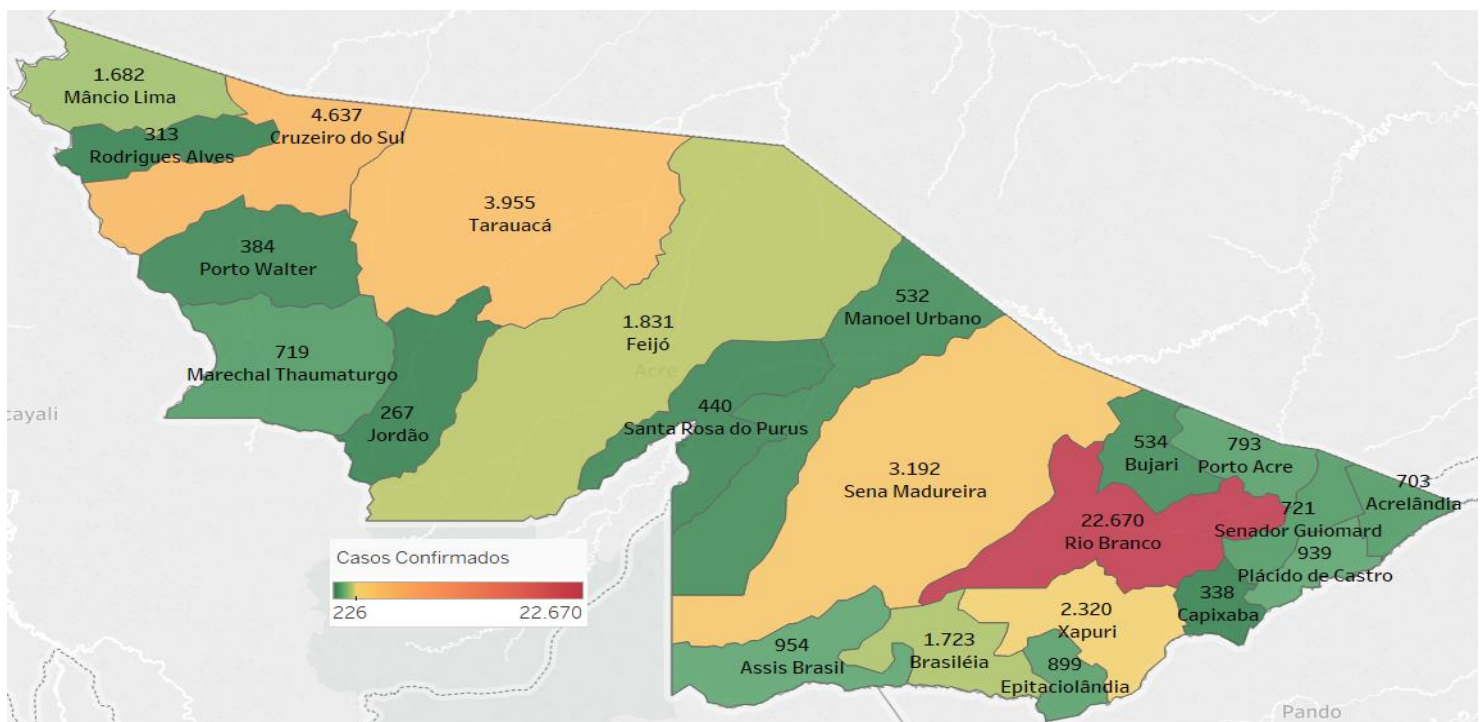 1.682
Mâncio Lima
4.637
Cruzeiro do Sul
313
Rodrigues Alves
3.955
Tarauacá
384
Porto Walter
532
Manoel Urbano
1.831
Feijó
Acre
719
Marechal Thaumaturgo
267
Jordão
440
Santa Rosa do Purus
cayali
3.192
Sena Madureira
534
Bujari
793
Porto Acre
703
Acrelândia
22.670
Rio Branco
721
Senador Guiomard
939
Plácido de Castro
338
Capixaba
Casos Confirmados
226
22.670
2.320
Xapuri
954
Assis Brasil
1.723
Brasiléia
899
Epitaciolândia
Pando